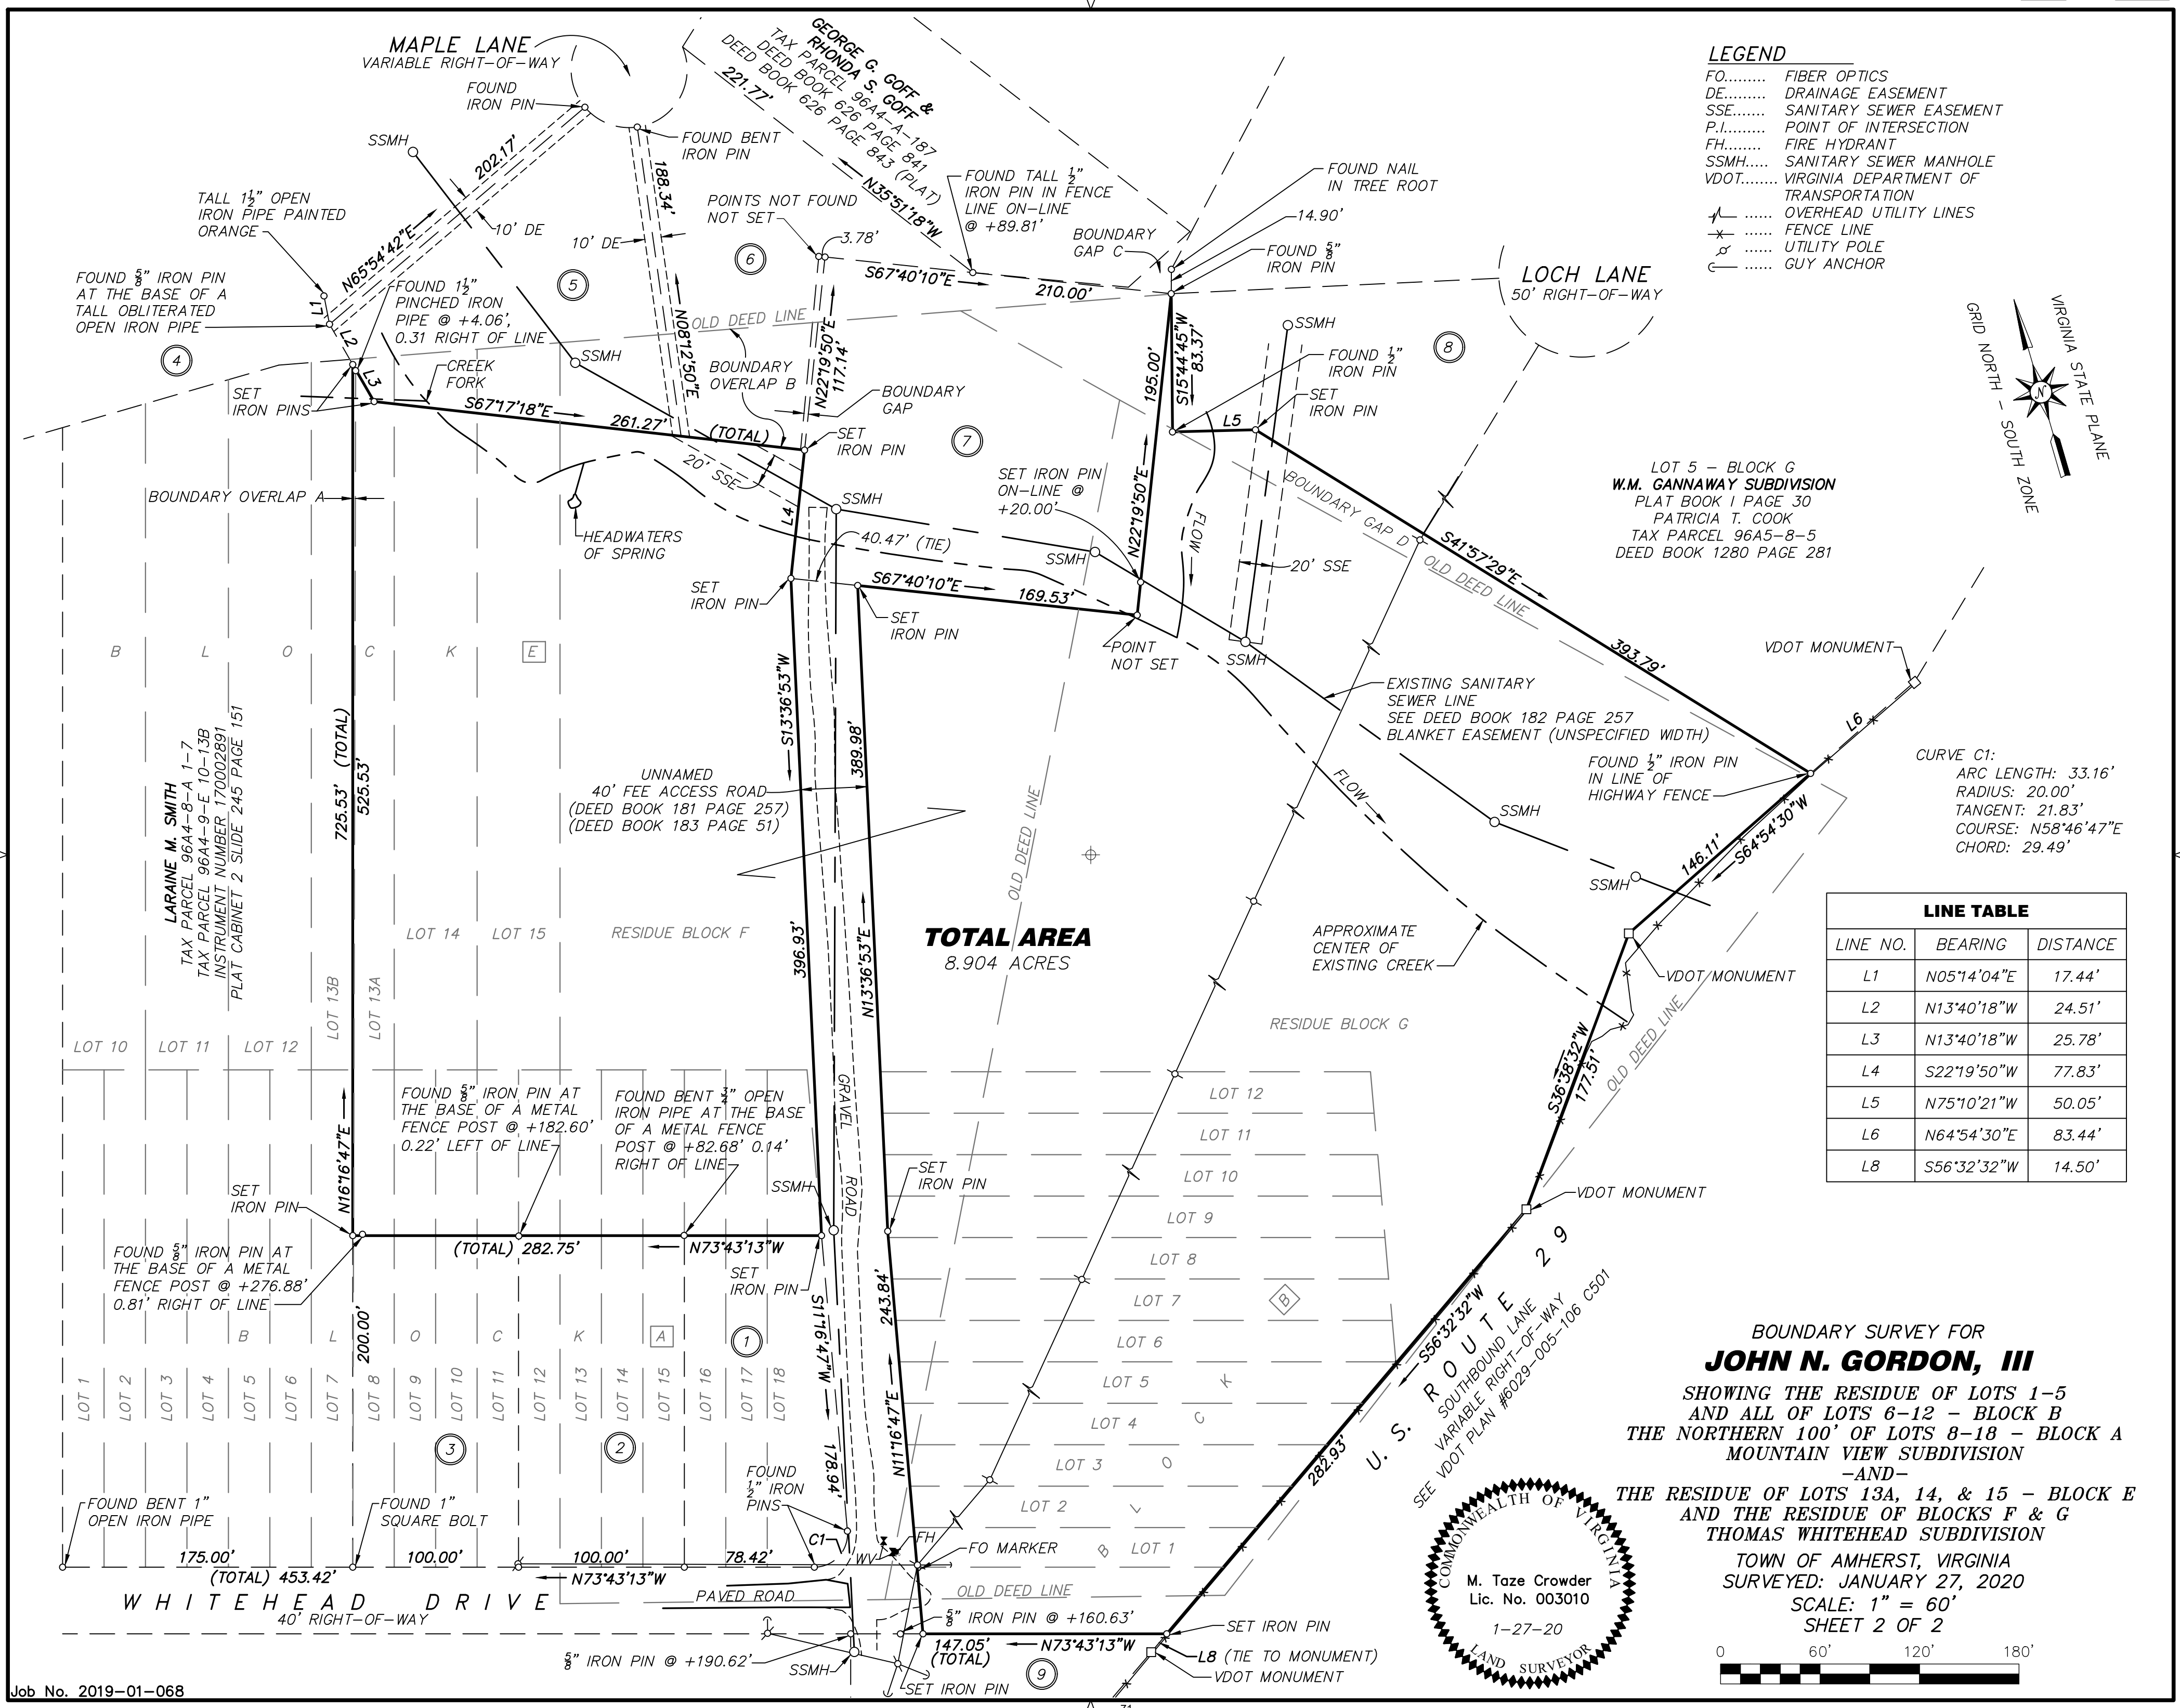 MAPLE LANE
VARIABLE RIGHT-OF-WAY
FOUND
IRON PIN
SSMH
202.17'
TALL 1½" OPEN
IRON PIPE PAINTED
ORANGE
N65°54'42"E
10' DE
FOUND ⅝" IRON PIN
AT THE BASE OF A
TALL OBLITERATED
OPEN IRON PIPE
L1
L2
FOUND 1½"
PINCHED IRON
PIPE @ +4.06',
0.31 RIGHT OF LINE
4
5
SET
IRON PINS
L3
CREEK
FORK
SSMH
FOUND BENT
IRON PIN
188.34'
10' DE
N08°12'50"E
GEORGE G. GOFF &
RHONDA S. GOFF
TAX PARCEL 96A4-A-187
DEED BOOK 626 PAGE 841
DEED BOOK 626 PAGE 843 (PLAT)
221.77'
N35°51'18"W
POINTS NOT FOUND
NOT SET
3.78'
6
FOUND TALL ½"
IRON PIN IN FENCE
LINE ON-LINE
@ +89.81'
S67°40'10"E
210.00'
BOUNDARY
GAP C
FOUND NAIL
IN TREE ROOT
14.90'
FOUND ⅝"
IRON PIN
LOCH LANE
50' RIGHT-OF-WAY
LEGEND
FO......... FIBER OPTICS
DE......... DRAINAGE EASEMENT
SSE....... SANITARY SEWER EASEMENT
P.I......... POINT OF INTERSECTION
FH........ FIRE HYDRANT
SSMH..... SANITARY SEWER MANHOLE
VDOT........ VIRGINIA DEPARTMENT OF
TRANSPORTATION
...... OVERHEAD UTILITY LINES
...... FENCE LINE
...... UTILITY POLE
...... GUY ANCHOR
GRID NORTH - SOUTH ZONE
VIRGINIA STATE PLANE
N
OLD DEED LINE
BOUNDARY
OVERLAP B
N22°19'50"E
117.14'
BOUNDARY
GAP
S67°17'18"E
261.27'
(TOTAL)
SET
IRON PIN
20' SSE
7
195.00'
S15°44'45"W
83.37'
SSMH
FOUND ½"
IRON PIN
8
L5
SET
IRON PIN
BOUNDARY OVERLAP A
HEADWATERS
OF SPRING
L4
SSMH
40.47' (TIE)
SET IRON PIN
ON-LINE @
+20.00'
SSMH
N22°19'50"E
FLOW
20' SSE
BOUNDARY GAP D
OLD DEED LINE
S41°57'29"E
393.79'
LOT 5 - BLOCK G
W.M. GANNAWAY SUBDIVISION
PLAT BOOK 1 PAGE 30
PATRICIA T. COOK
TAX PARCEL 96A5-8-5
DEED BOOK 1280 PAGE 281
SET
IRON PIN
S67°40'10"E
169.53'
SET
IRON PIN
POINT
NOT SET
SSMH
B L O C K E
S13°36'53"W
EXISTING SANITARY
SEWER LINE
SEE DEED BOOK 182 PAGE 257
BLANKET EASEMENT (UNSPECIFIED WIDTH)
VDOT MONUMENT
L6
LARAINE M. SMITH
TAX PARCEL 96A4-8-A 1-7
TAX PARCEL 96A4-9-E 10-13B
INSTRUMENT NUMBER 170002891
PLAT CABINET 2 SLIDE 245 PAGE 151
725.53' (TOTAL)
525.53'
UNNAMED
40' FEE ACCESS ROAD
(DEED BOOK 181 PAGE 257)
(DEED BOOK 183 PAGE 51)
389.98'
OLD DEED LINE
FLOW
FOUND ½" IRON PIN
IN LINE OF
HIGHWAY FENCE
SSMH
CURVE C1:
ARC LENGTH: 33.16'
RADIUS: 20.00'
TANGENT: 21.83'
COURSE: N58°46'47"E
CHORD: 29.49'
146.11'
S64°54'30"W
SSMH
LOT 14
LOT 15
RESIDUE BLOCK F
396.93'
N13°36'53"E
TOTAL AREA
8.904 ACRES
APPROXIMATE
CENTER OF
EXISTING CREEK
VDOT MONUMENT
LINE TABLE
LINE NO. BEARING DISTANCE
L1 N05°14'04"E 17.44'
L2 N13°40'18"W 24.51'
L3 N13°40'18"W 25.78'
L4 S22°19'50"W 77.83'
L5 N75°10'21"W 50.05'
L6 N64°54'30"E 83.44'
L8 S56°32'32"W 14.50'
LOT 13B
LOT 13A
RESIDUE BLOCK G
OLD DEED LINE
S36°38'32"W
177.51'
LOT 10
LOT 11
LOT 12
N16°16'47"E
FOUND ⅝" IRON PIN AT
THE BASE OF A METAL
FENCE POST @ +182.60'
0.22' LEFT OF LINE
FOUND BENT ¾" OPEN
IRON PIPE AT THE BASE
OF A METAL FENCE
POST @ +82.68' 0.14'
RIGHT OF LINE
GRAVEL
ROAD
SSMH
SET
IRON PIN
LOT 12
LOT 11
LOT 10
LOT 9
LOT 8
LOT 7
LOT 6
LOT 5
LOT 4
LOT 3
LOT 2
LOT 1
B L O C K
B
VDOT MONUMENT
SET
IRON PIN
FOUND ⅝" IRON PIN AT
THE BASE OF A METAL
FENCE POST @ +276.88'
0.81' RIGHT OF LINE
(TOTAL) 282.75'
N73°43'13"W
SET
IRON PIN
243.84'
200.00'
B L O C K A
1
S11°16'47"W
178.94'
N11°16'47"E
LOT 1
LOT 2
LOT 3
LOT 4
LOT 5
LOT 6
LOT 7
LOT 8
LOT 9
LOT 10
LOT 11
LOT 12
LOT 13
LOT 14
LOT 15
LOT 16
LOT 17
LOT 18
3
2
S56°32'32"W
282.93'
U. S. ROUTE 29
SOUTHBOUND LANE
VARIABLE RIGHT-OF-WAY
SEE VDOT PLAN #6029-005-106 C501
FOUND BENT 1"
OPEN IRON PIPE
FOUND 1"
SQUARE BOLT
FOUND
½" IRON
PINS
C1
WV
FH
FO MARKER
175.00'
100.00'
100.00'
78.42'
(TOTAL) 453.42'
N73°43'13"W
WHITEHEAD DRIVE
40' RIGHT-OF-WAY
PAVED ROAD
OLD DEED LINE
⅝" IRON PIN @ +160.63'
147.05'
(TOTAL)
N73°43'13"W
SET IRON PIN
L8 (TIE TO MONUMENT)
VDOT MONUMENT
⅝" IRON PIN @ +190.62'
SSMH
SET IRON PIN
9
COMMONWEALTH OF VIRGINIA
M. Taze Crowder
Lic. No. 003010
1-27-20
LAND SURVEYOR
BOUNDARY SURVEY FOR
JOHN N. GORDON, III
SHOWING THE RESIDUE OF LOTS 1-5
AND ALL OF LOTS 6-12 - BLOCK B
THE NORTHERN 100' OF LOTS 8-18 - BLOCK A
MOUNTAIN VIEW SUBDIVISION
-AND-
THE RESIDUE OF LOTS 13A, 14, & 15 - BLOCK E
AND THE RESIDUE OF BLOCKS F & G
THOMAS WHITEHEAD SUBDIVISION
TOWN OF AMHERST, VIRGINIA
SURVEYED: JANUARY 27, 2020
SCALE: 1" = 60'
SHEET 2 OF 2
0 60' 120' 180'
Job No. 2019-01-068